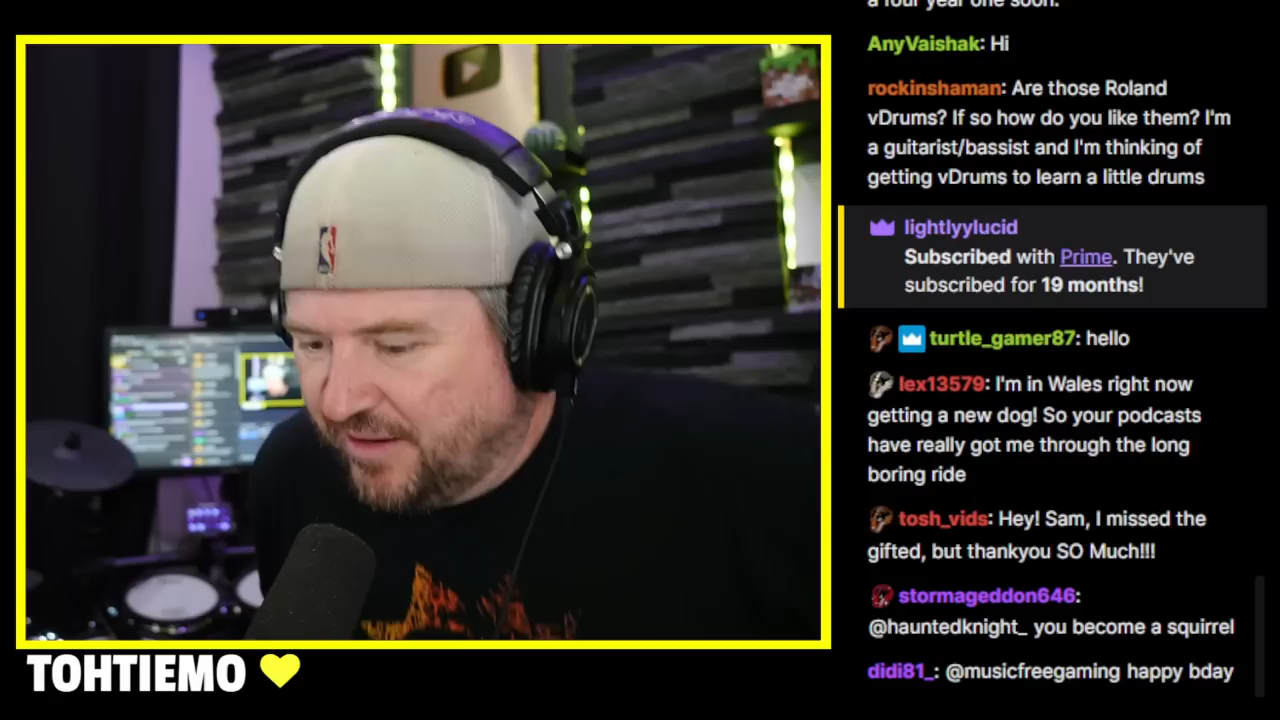 a four year one soon.
AnyVaishak: Hi
rockinshaman: Are those Roland
vDrums? If so how do you like them? I'm
a guitarist/bassist and I'm thinking of
getting vDrums to learn a little drums
lightlyylucid
Subscribed with Prime. They've
subscribed for 19 months!
turtle_gamer87: hello
lex13579: I'm in Wales right now
getting a new dog! So your podcasts
have really got me through the long
boring ride
tosh_vids: Hey! Sam, I missed the
gifted, but thankyou SO Much!!!
stormageddon646:
@hauntedknight_ you become a squirrel
didi81_: @musicfreegaming happy bday
TOHTIEMO